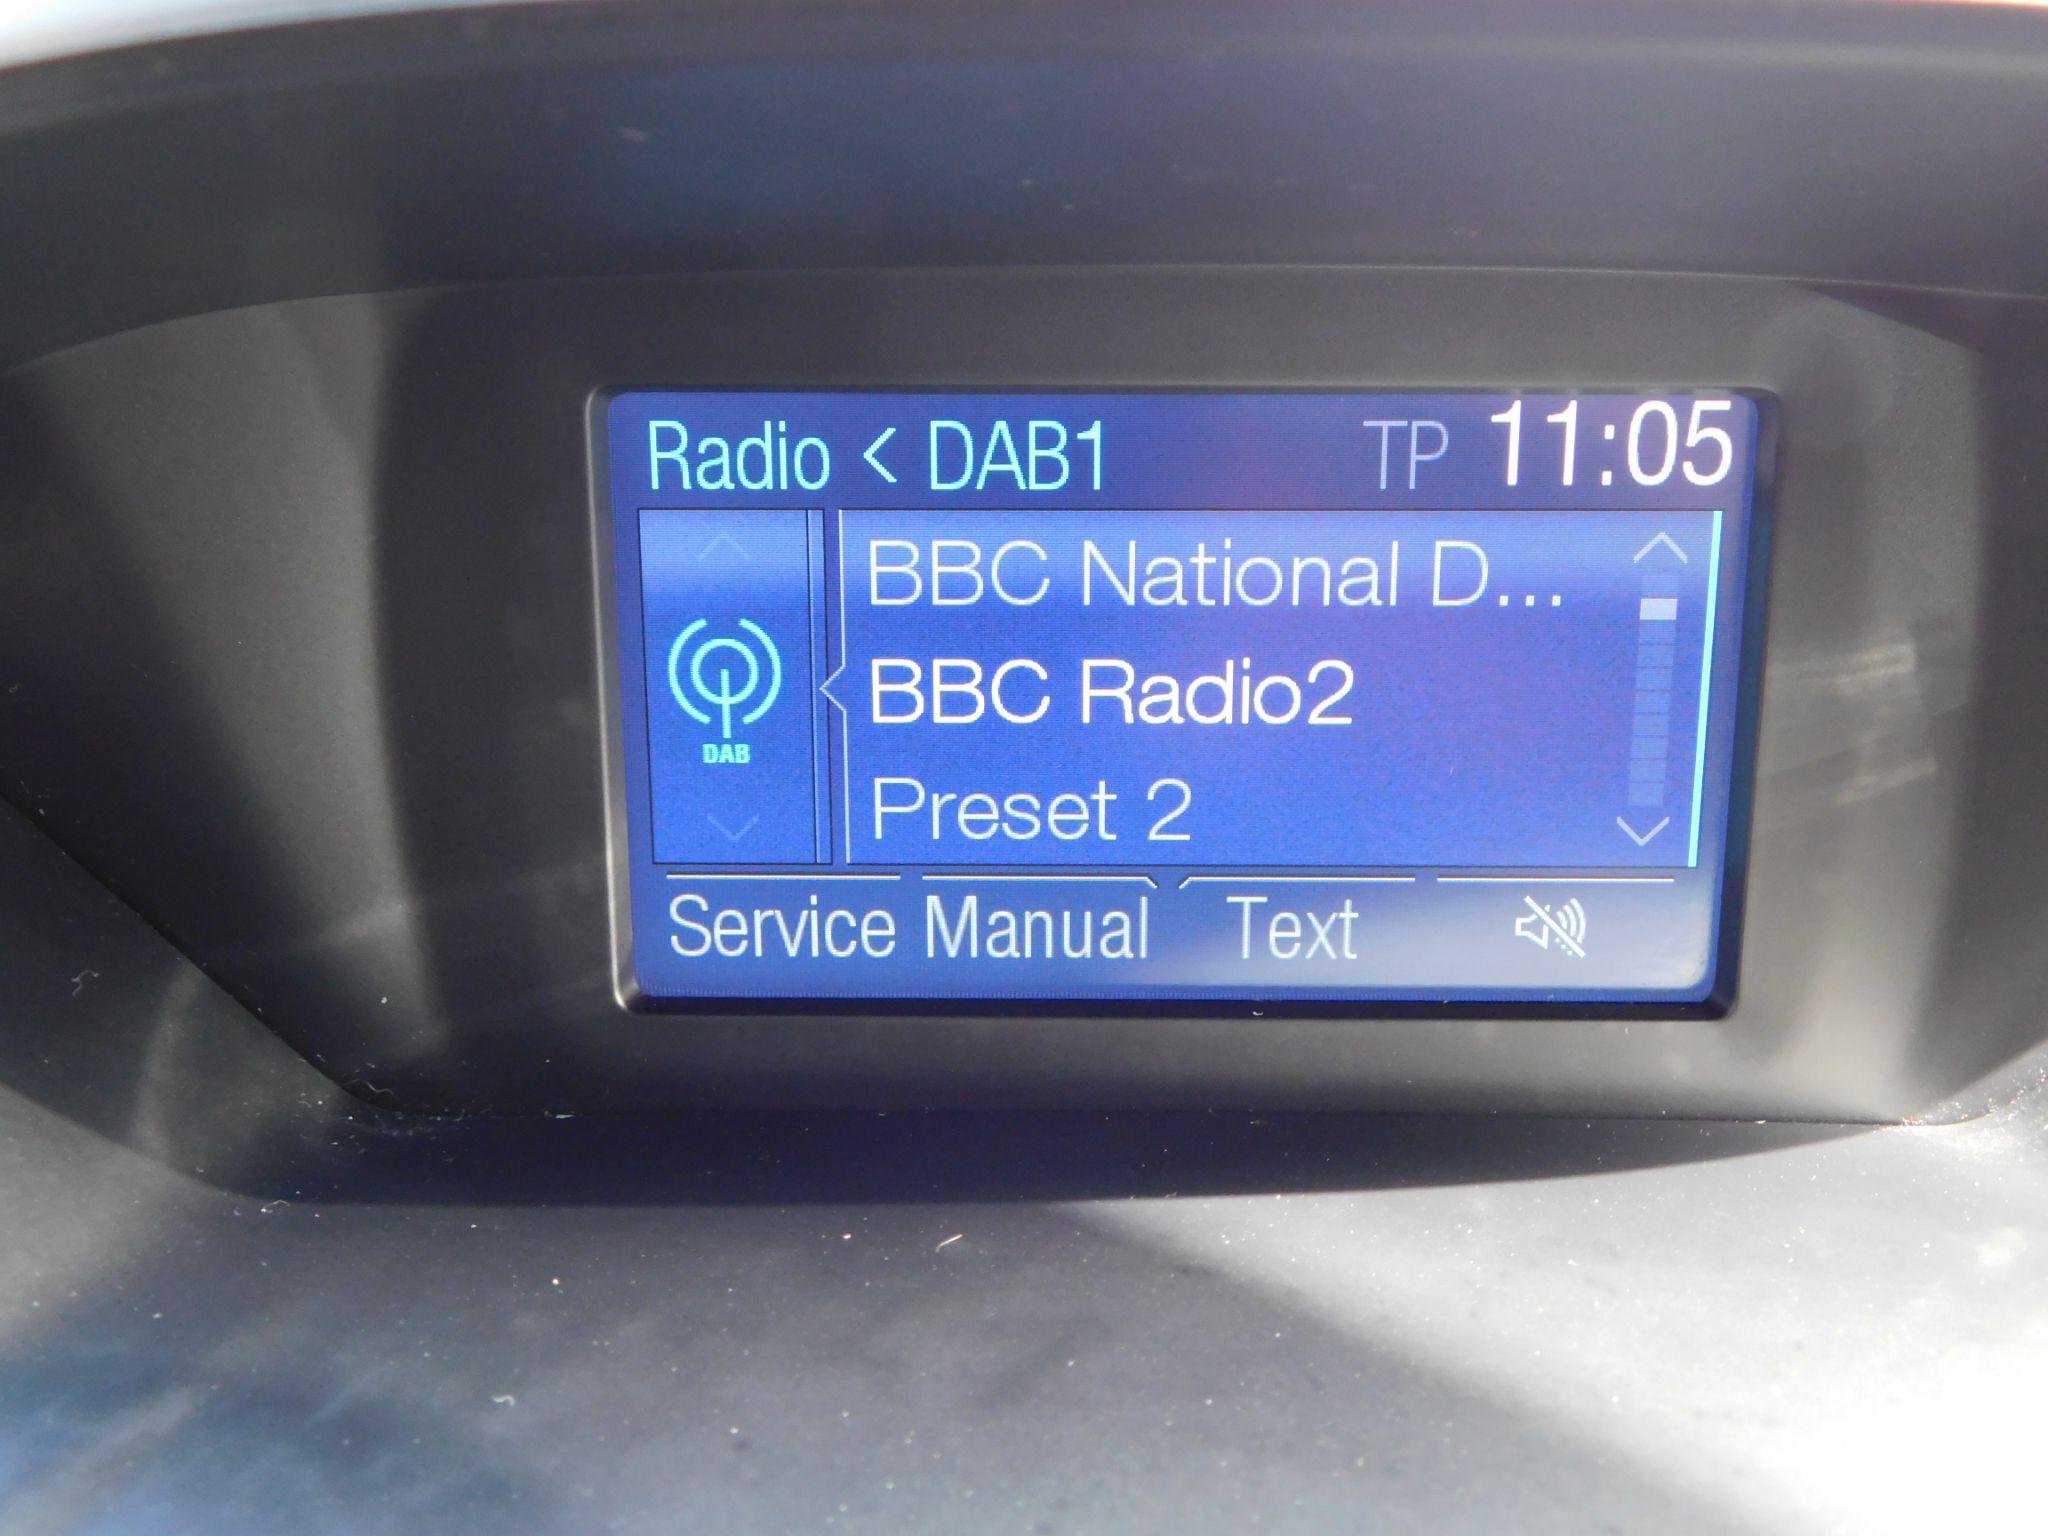 Radio < DAB1 TP 11:05
BBC National D...
BBC Radio2
DAB
Preset 2
Service Manual Text